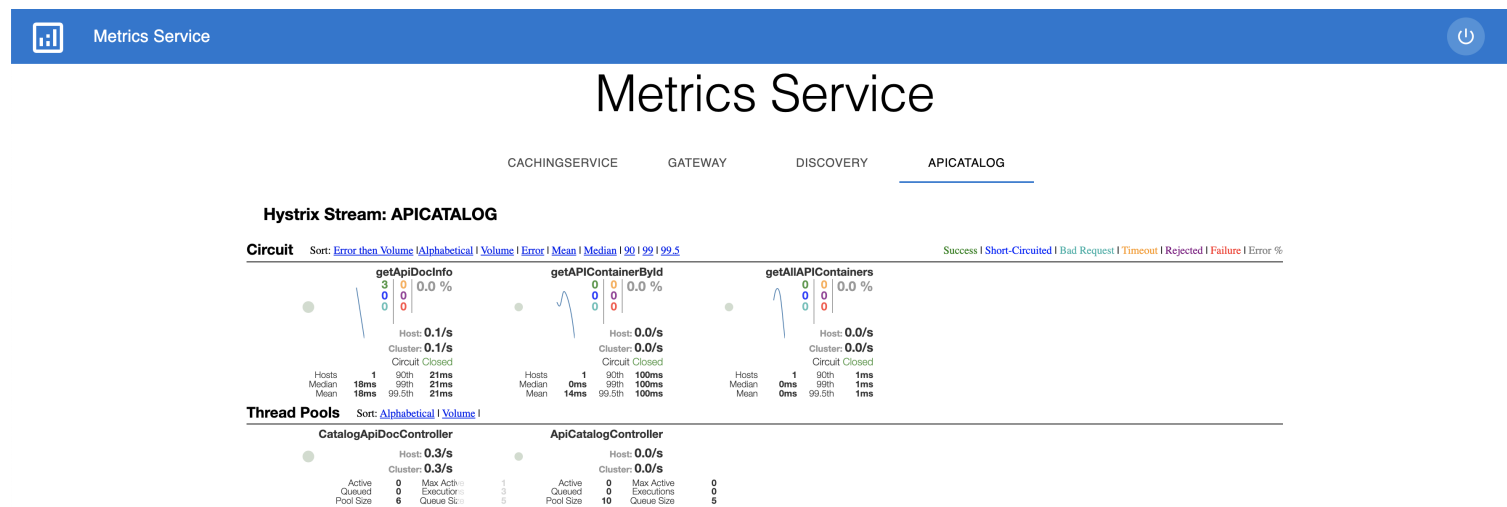 Metrics Service
Metrics Service
CACHINGSERVICE GATEWAY DISCOVERY APICATALOG
Hystrix Stream: APICATALOG
Circuit Sort: Error then Volume |Alphabetical | Volume | Error | Mean | Median | 90 | 99 | 99.5 Success | Short-Circuited | Bad Request | Timeout | Rejected | Failure | Error %
getApiDocInfo getAPIContainerById getAllAPIContainers
3 0 0.0 % 0 0 0.0 % 0 0 0.0 %
0 0 0 0 0 0
0 0 0 0 0 0
Host: 0.1/s Host: 0.0/s Host: 0.0/s
Cluster: 0.1/s Cluster: 0.0/s Cluster: 0.0/s
Circuit Closed Circuit Closed Circuit Closed
Hosts 1 90th 21ms Hosts 1 90th 100ms Hosts 1 90th 1ms
Median 18ms 99th 21ms Median 0ms 99th 100ms Median 0ms 99th 1ms
Mean 18ms 99.5th 21ms Mean 14ms 99.5th 100ms Mean 0ms 99.5th 1ms
Thread Pools Sort: Alphabetical | Volume |
CatalogApiDocController ApiCatalogController
Host: 0.3/s Host: 0.0/s
Cluster: 0.3/s Cluster: 0.0/s
Active 0 Max Active 1 Active 0 Max Active 0
Queued 0 Executions 3 Queued 0 Executions 0
Pool Size 6 Queue Size 5 Pool Size 10 Queue Size 5